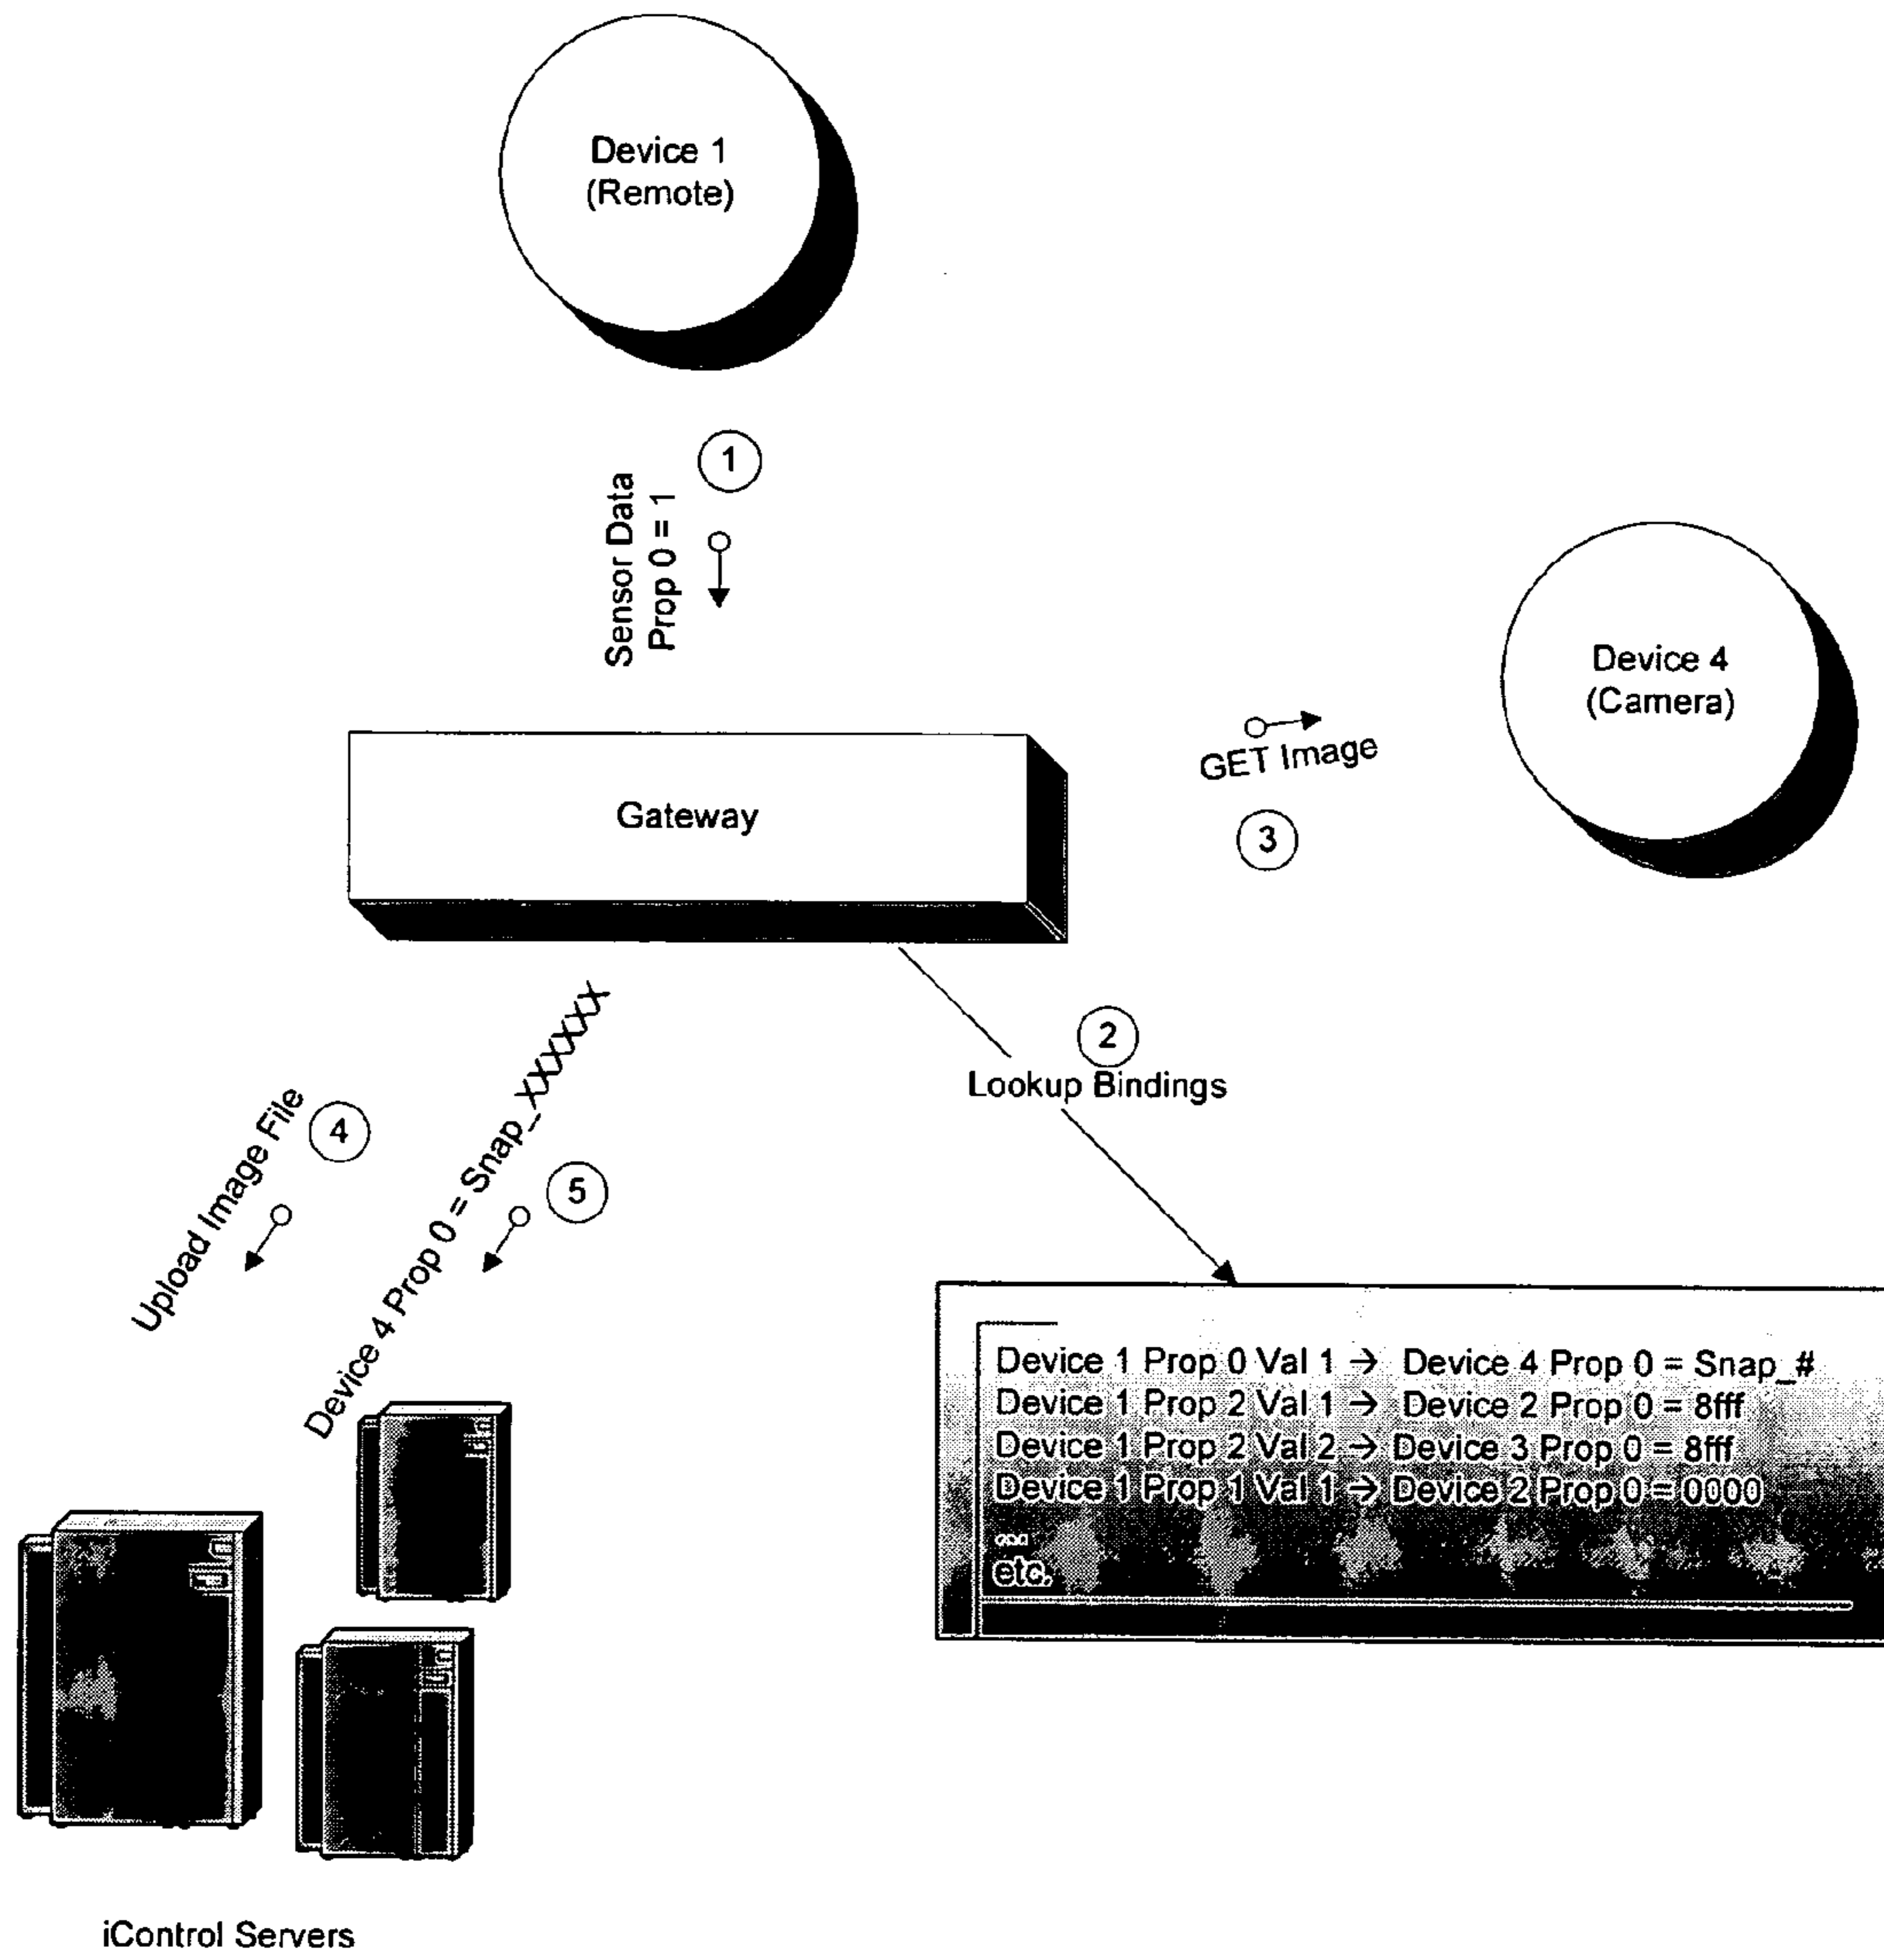 Device 1
(Remote)
1
Sensor Data
Prop 0 = 1
Device 4
(Camera)
GET Image
3
Gateway
2
Lookup Bindings
Upload Image File
4
Device 4 Prop 0 = Snap_XXXXXX
5
Device 1 Prop 0 Val 1 → Device 4 Prop 0 = Snap_#
Device 1 Prop 2 Val 1 → Device 2 Prop 0 = 8fff
Device 1 Prop 2 Val 2 → Device 3 Prop 0 = 8fff
Device 1 Prop 1 Val 1 → Device 2 Prop 0 = 0000
...
etc.
iControl Servers